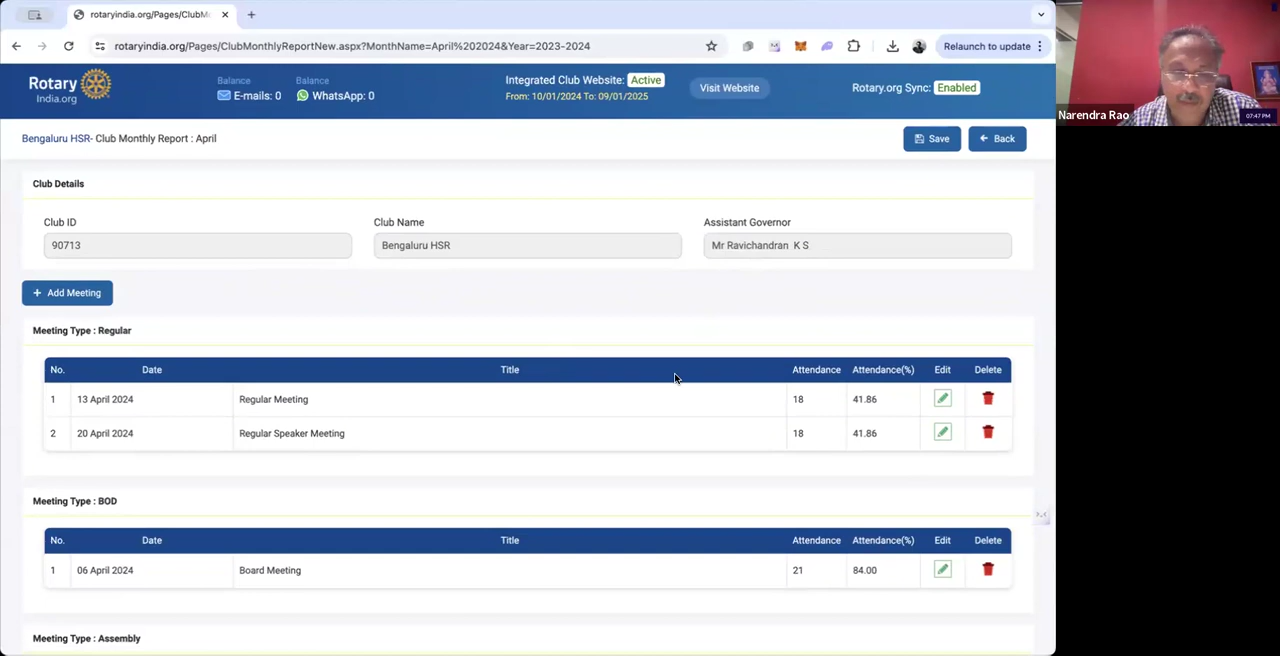 rotaryindia.org/Pages/ClubM
rotaryindia.org/Pages/ClubMonthlyReportNew.aspx?MonthName=April%202024&Year=2023-2024
Relaunch to update
Rotary
India.org
Balance
E-mails: 0
Balance
WhatsApp: 0
Integrated Club Website: Active
From: 10/01/2024 To: 09/01/2025
Visit Website
Rotary.org Sync: Enabled
Narendra Rao
07:47 PM
Bengaluru HSR- Club Monthly Report : April
Save
Back
Club Details
Club ID
Club Name
Assistant Governor
90713
Bengaluru HSR
Mr Ravichandran K S
+ Add Meeting
Meeting Type : Regular
No. Date Title Attendance Attendance(%) Edit Delete
1 13 April 2024 Regular Meeting 18 41.86
2 20 April 2024 Regular Speaker Meeting 18 41.86
Meeting Type : BOD
No. Date Title Attendance Attendance(%) Edit Delete
1 06 April 2024 Board Meeting 21 84.00
Meeting Type : Assembly